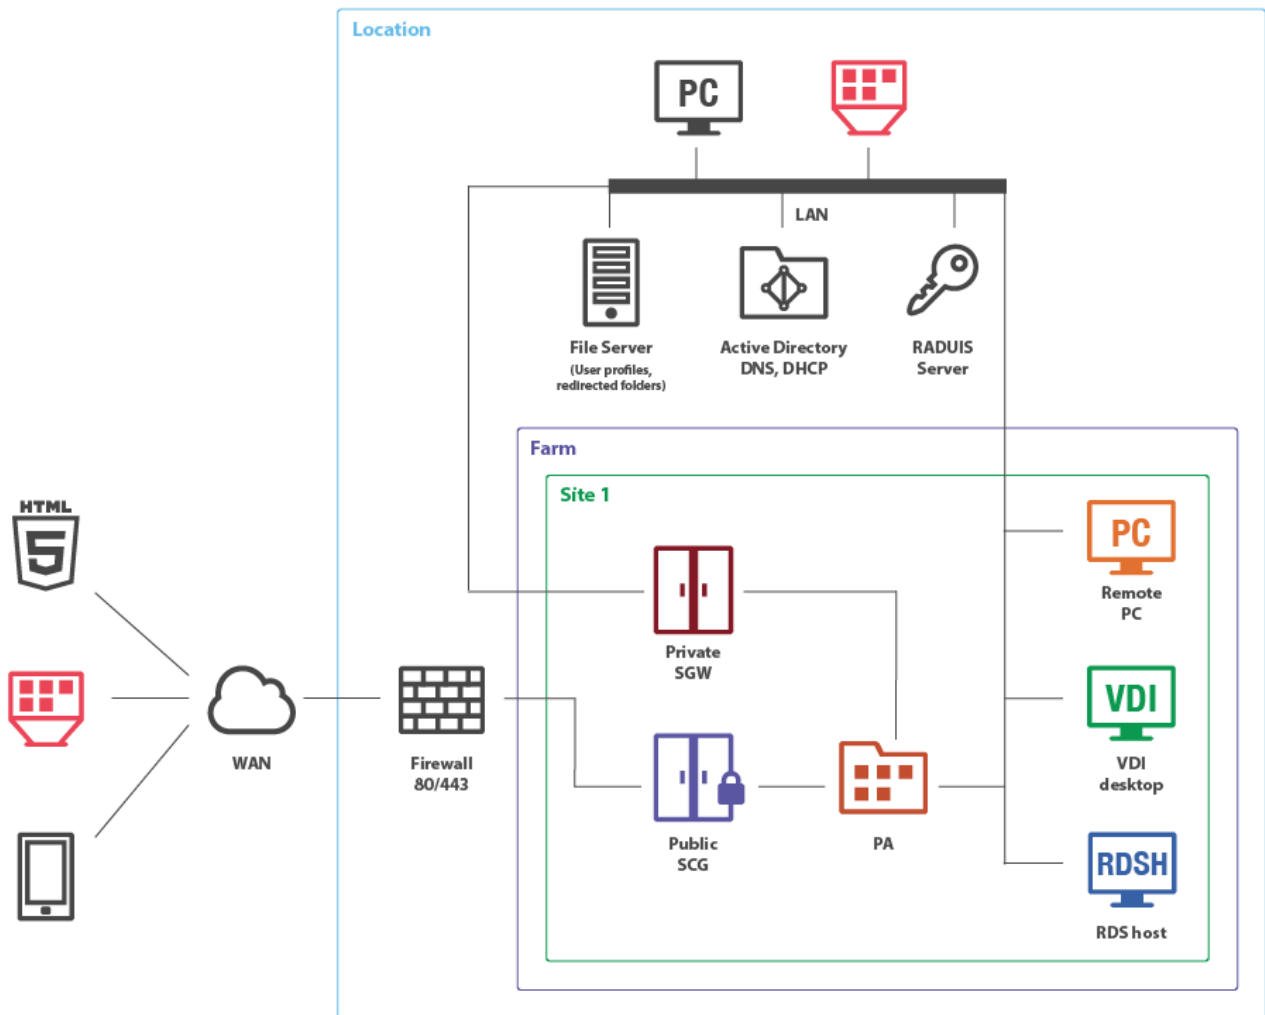 Location
PC
LAN
File Server
(User profiles,
redirected folders)
Active Directory
DNS, DHCP
RADUIS
Server
Farm
Site 1
HTML
5
PC
Remote
PC
Private
SGW
VDI
VDI
desktop
WAN
Firewall
80/443
Public
SCG
PA
RDSH
RDS host